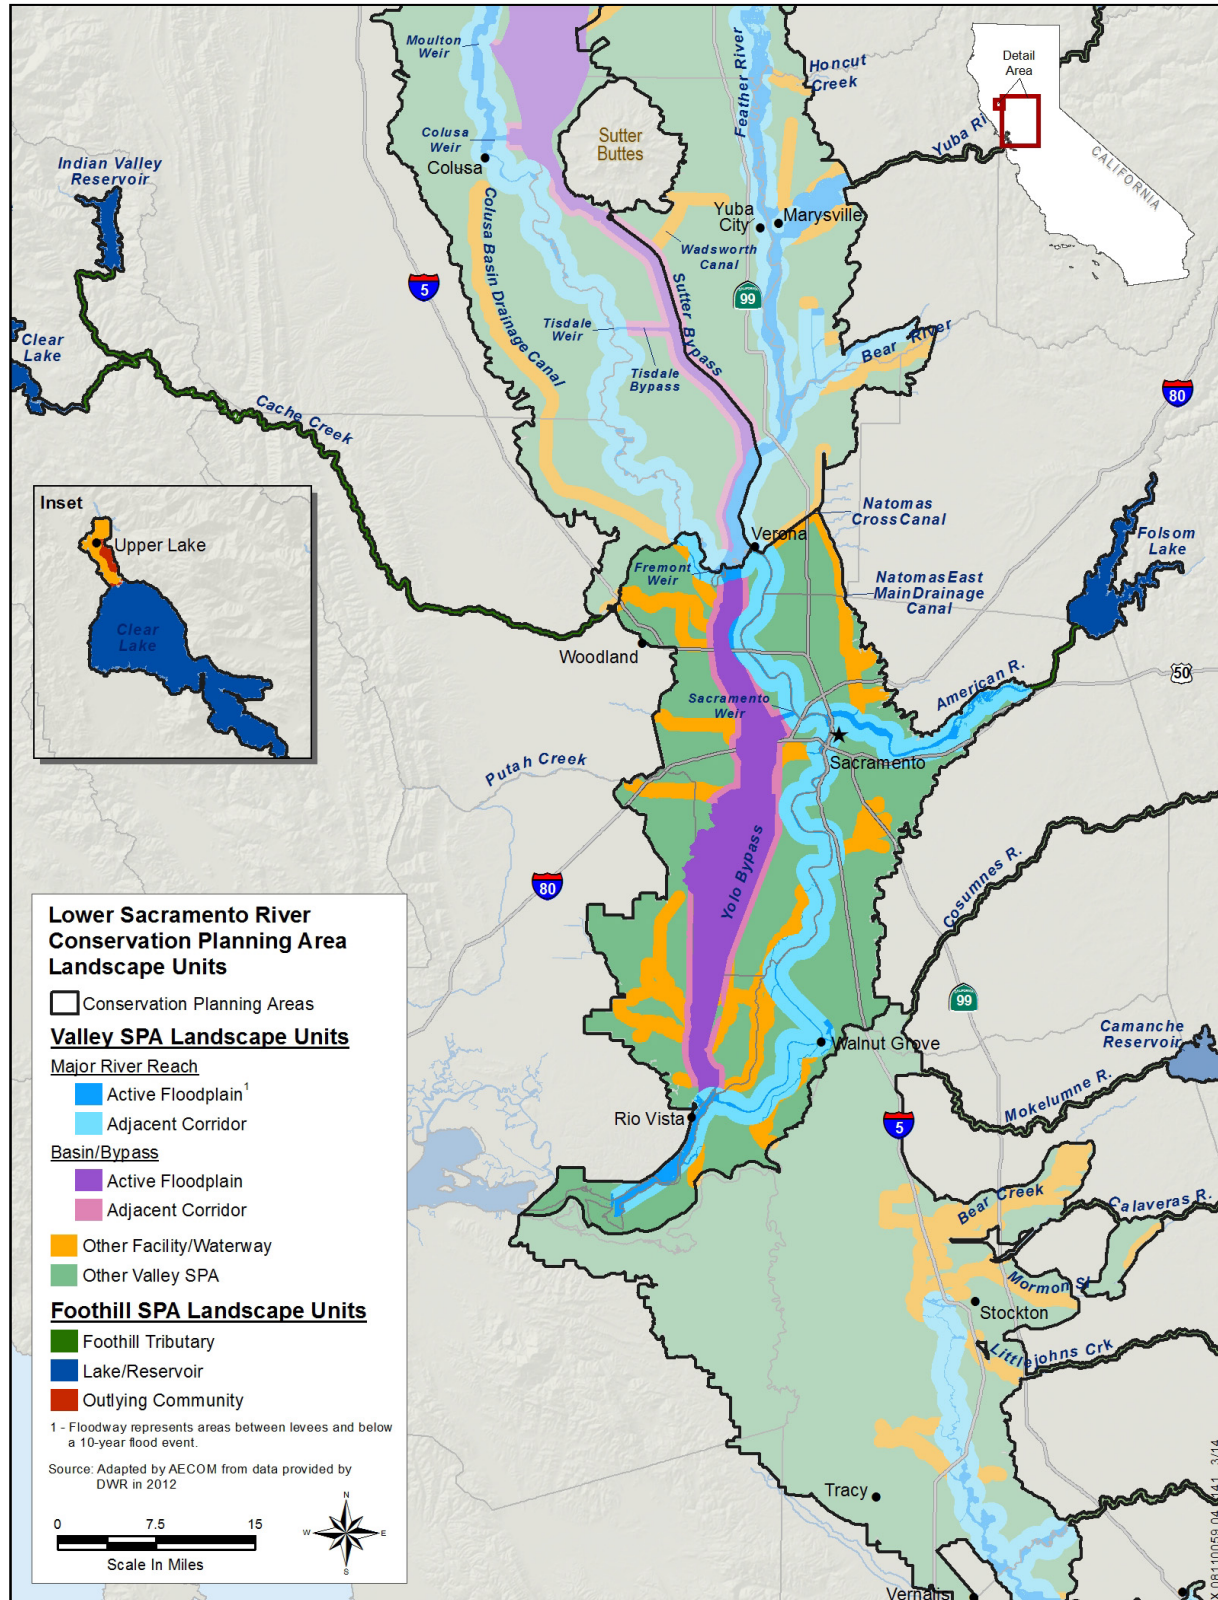 Moulton
Weir
Feather River
Honcut
Creek
Detail
Area
Yuba Ri
CALIFORNIA
Colusa
Weir
Colusa
Sutter
Buttes
Indian Valley
Reservoir
Yuba
City
Marysville
Wadsworth
Canal
Colusa Basin Drainage Canal
5
99
Sutter Bypass
Tisdale
Weir
Tisdale
Bypass
Bear River
80
Clear
Lake
Cache Creek
Inset
Upper Lake
Clear
Lake
Natomas
CrossCanal
Verona
Folsom
Lake
Fremont
Weir
NatomasEast
MainDrainage
Canal
Woodland
50
American R.
Sacramento
Weir
Sacramento
Putah Creek
Yolo Bypass
80
Cosumnes R.
99
Walnut Grove
Camanche
Reservoir
Mokelumne R.
Rio Vista
5
Bear Creek
Calaveras R.
Mormon Sl
Stockton
Littlejohns Crk
Tracy
Vernalis
Lower Sacramento River
Conservation Planning Area
Landscape Units
Conservation Planning Areas
Valley SPA Landscape Units
Major River Reach
Active Floodplain1
Adjacent Corridor
Basin/Bypass
Active Floodplain
Adjacent Corridor
Other Facility/Waterway
Other Valley SPA
Foothill SPA Landscape Units
Foothill Tributary
Lake/Reservoir
Outlying Community
1 - Floodway represents areas between levees and below
a 10-year flood event.
Source: Adapted by AECOM from data provided by
DWR in 2012
0 7.5 15
Scale In Miles
N
W E
S
3/14